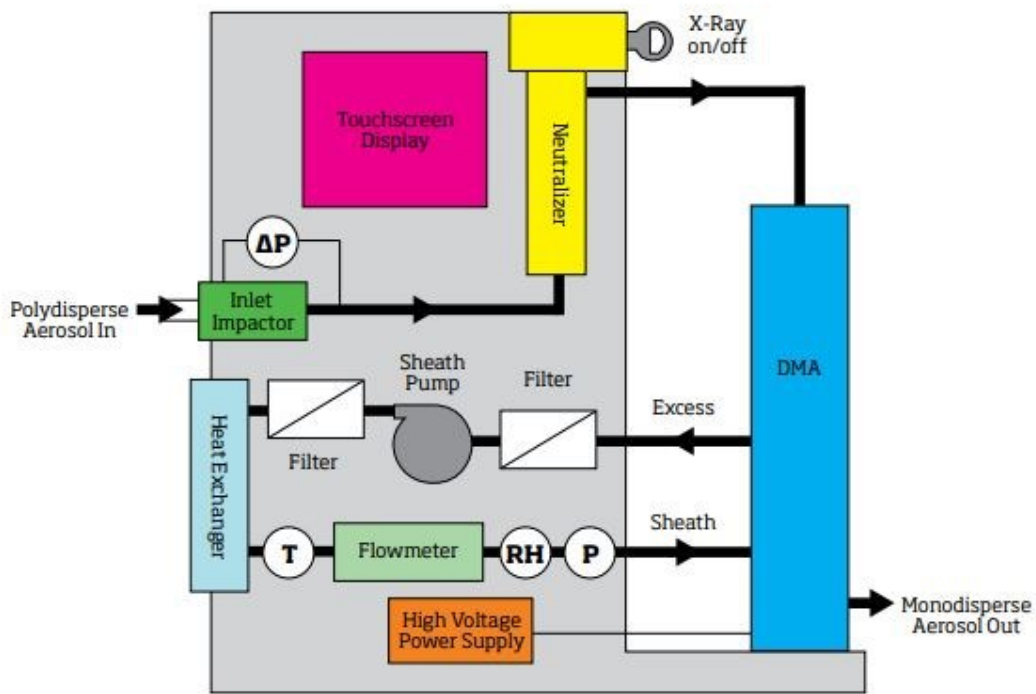 X-Ray
on/off
Touchscreen
Display
Neutralizer
ΔP
Polydisperse
Aerosol In
Inlet
Impactor
DMA
Sheath
Pump
Filter
Excess
Heat Exchanger
Filter
Sheath
T
Flowmeter
RH
P
High Voltage
Power Supply
Monodisperse
Aerosol Out